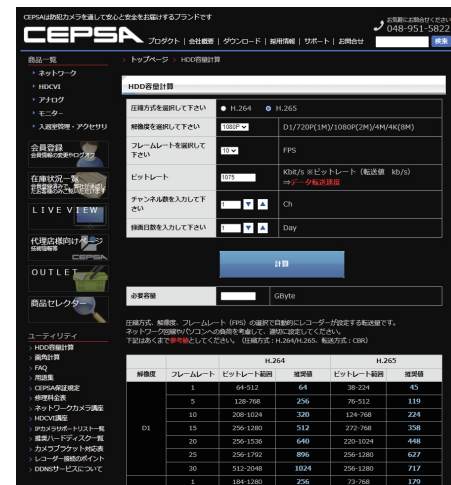 CEPSAは防犯カメラを通して安心と安全をお届けするブランドです
お気軽にお問合せください
048-951-5822
CEPSA
プロダクト | 会社概要 | ダウンロード | 採用情報 | サポート | お問合せ
検索
商品一覧
ネットワーク
HDCVI
アナログ
モニター
入退室管理・アクセサリ
会員登録
会員情報の変更やログオフ
在庫状況一覧
LIVE VIEW
代理店様向けページ
CEPSA
OUTLET
商品セレクター
ユーティリティ
HDD容量計算
画角計算
FAQ
用語集
CEPSA保証規定
修理料金表
ネットワークカメラ講座
HDCVI講座
IPカメラサポートリスト一覧
推奨ハードディスク一覧
カメラブラケット対応表
レコーダー接続のポイント
DDNSサービスについて
トップページ > HDD容量計算
HDD容量計算
圧縮方式を選択して下さい H.264 H.265
解像度を選択して下さい 1080P D1/720P(1M)/1080P(2M)/4M/4K(8M)
フレームレートを選択して下さい 10 FPS
ビットレート 1075 Kbit/s ※ビットレート（転送値 kb/s）
⇒データ転送速度
チャンネル数を入力して下さい 1 Ch
録画日数を入力して下さい 1 Day
計算
必要容量 GByte
圧縮方式、解像度、フレームレート（FPS）の選択で自動的にレコーダーが設定する転送量です。
ネットワーク回線やパソコンへの負荷を考慮して、適切に設定してください。
下記はあくまで参考値としてください。（圧縮方式：H.264/H.265、転送方式：CBR）
H.264 H.265
解像度 フレームレート ビットレート範囲 推奨値 ビットレート範囲 推奨値
D1
1 64-512 64 38-224 45
5 128-768 256 76-512 119
10 208-1024 320 124-768 224
15 256-1280 512 272-768 358
20 256-1536 640 220-1024 448
25 256-1792 896 256-1280 627
30 512-2048 1024 256-1280 717
1 184-1280 256 73-768 179